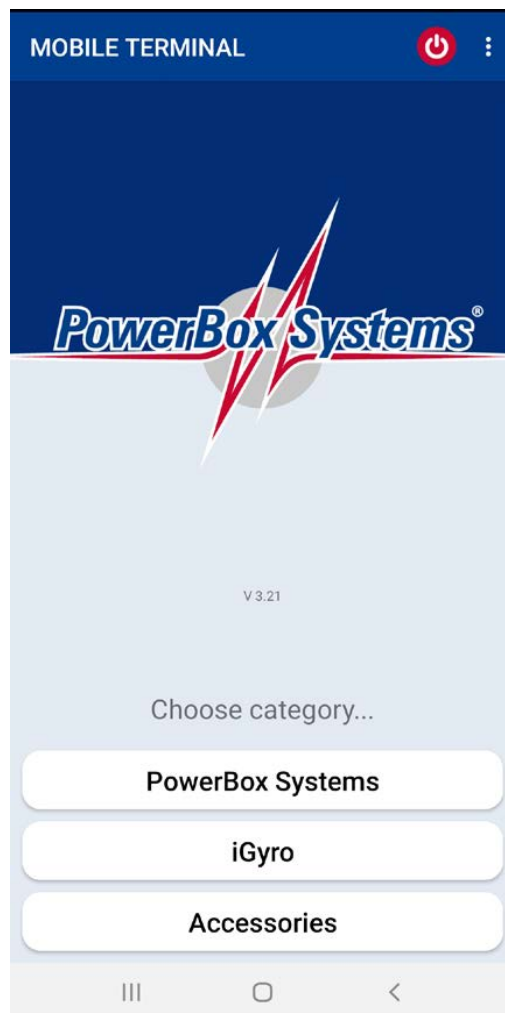 MOBILE TERMINAL
PowerBox Systems®
V 3.21
Choose category...
PowerBox Systems
iGyro
Accessories